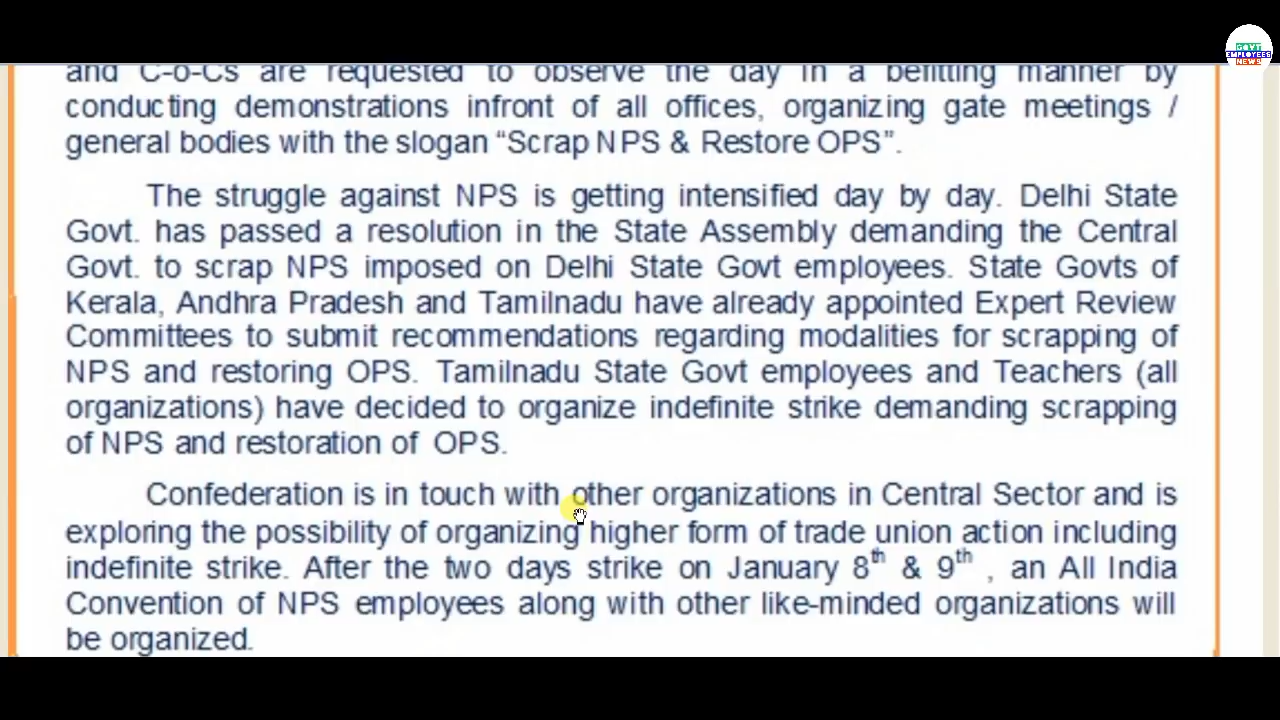 GOVT
EMPLOYEES
NEWS
and C-o-Cs are requested to observe the day in a befitting manner by
conducting demonstrations infront of all offices, organizing gate meetings /
general bodies with the slogan “Scrap NPS & Restore OPS”.
The struggle against NPS is getting intensified day by day. Delhi State
Govt. has passed a resolution in the State Assembly demanding the Central
Govt. to scrap NPS imposed on Delhi State Govt employees. State Govts of
Kerala, Andhra Pradesh and Tamilnadu have already appointed Expert Review
Committees to submit recommendations regarding modalities for scrapping of
NPS and restoring OPS. Tamilnadu State Govt employees and Teachers (all
organizations) have decided to organize indefinite strike demanding scrapping
of NPS and restoration of OPS.
Confederation is in touch with other organizations in Central Sector and is
exploring the possibility of organizing higher form of trade union action including
indefinite strike. After the two days strike on January 8th & 9th , an All India
Convention of NPS employees along with other like-minded organizations will
be organized.